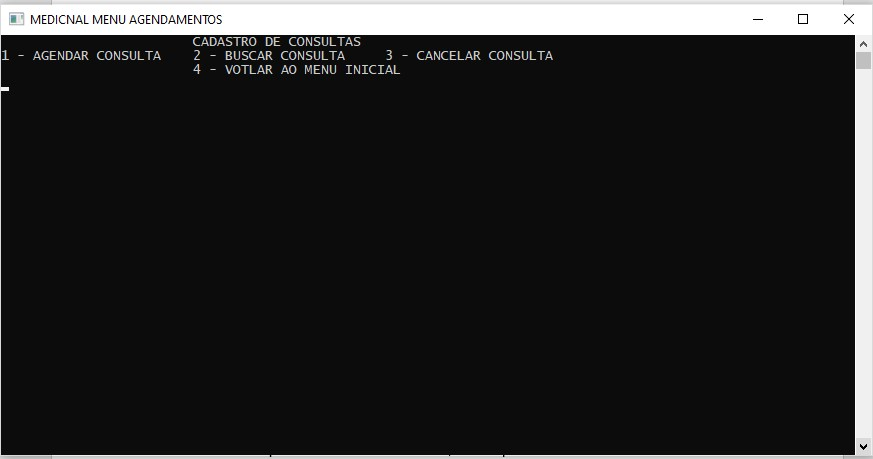 MEDICNAL MENU AGENDAMENTOS
CADASTRO DE CONSULTAS
1 - AGENDAR CONSULTA    2 - BUSCAR CONSULTA     3 - CANCELAR CONSULTA
4 - VOTLAR AO MENU INICIAL